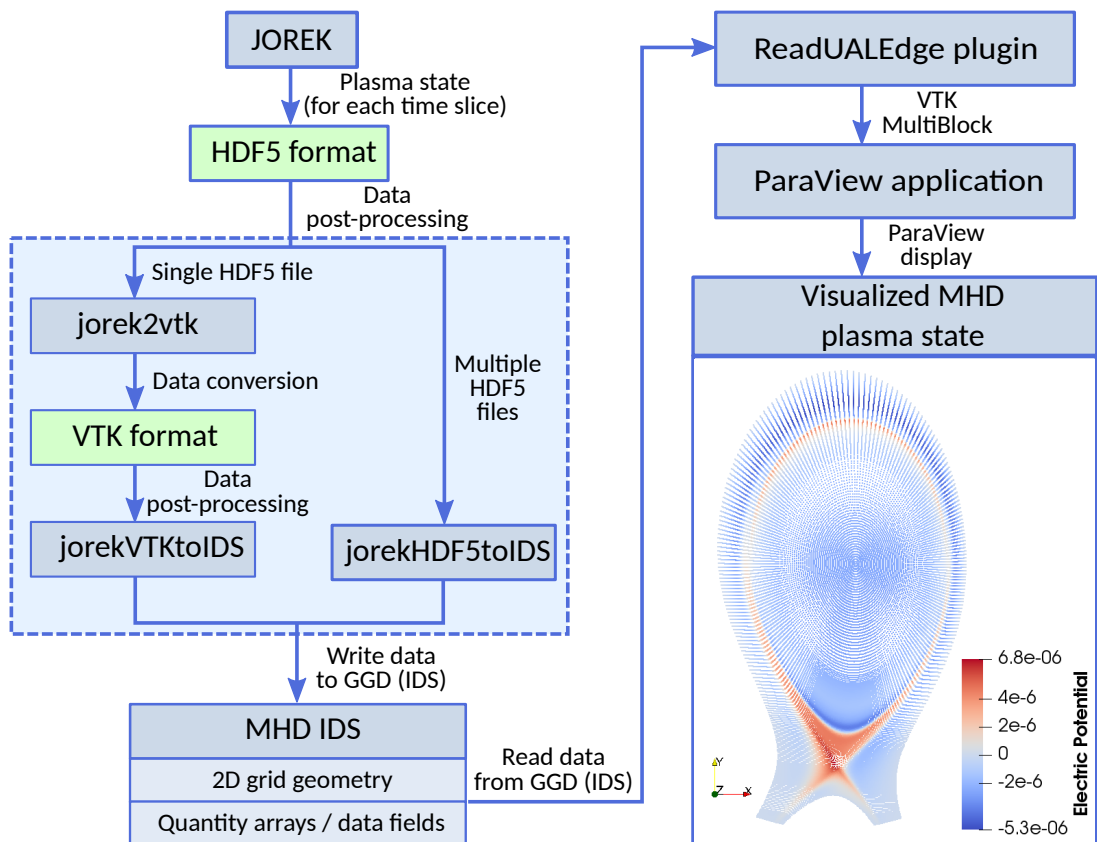 JOREK
Plasma state
(for each time slice)
HDF5 format
Data
post-processing
Single HDF5 file
jorek2vtk
Data conversion
VTK format
Data
post-processing
jorekVTKtoIDS
Multiple
HDF5
files
jorekHDF5toIDS
Write data
to GGD (IDS)
MHD IDS
2D grid geometry
Quantity arrays / data fields
Read data
from GGD (IDS)
ReadUALEdge plugin
VTK
MultiBlock
ParaView application
ParaView
display
Visualized MHD
plasma state
6.8e-06
4e-6
2e-6
0
-2e-6
-5.3e-06
Electric Potential
Y
Z
X